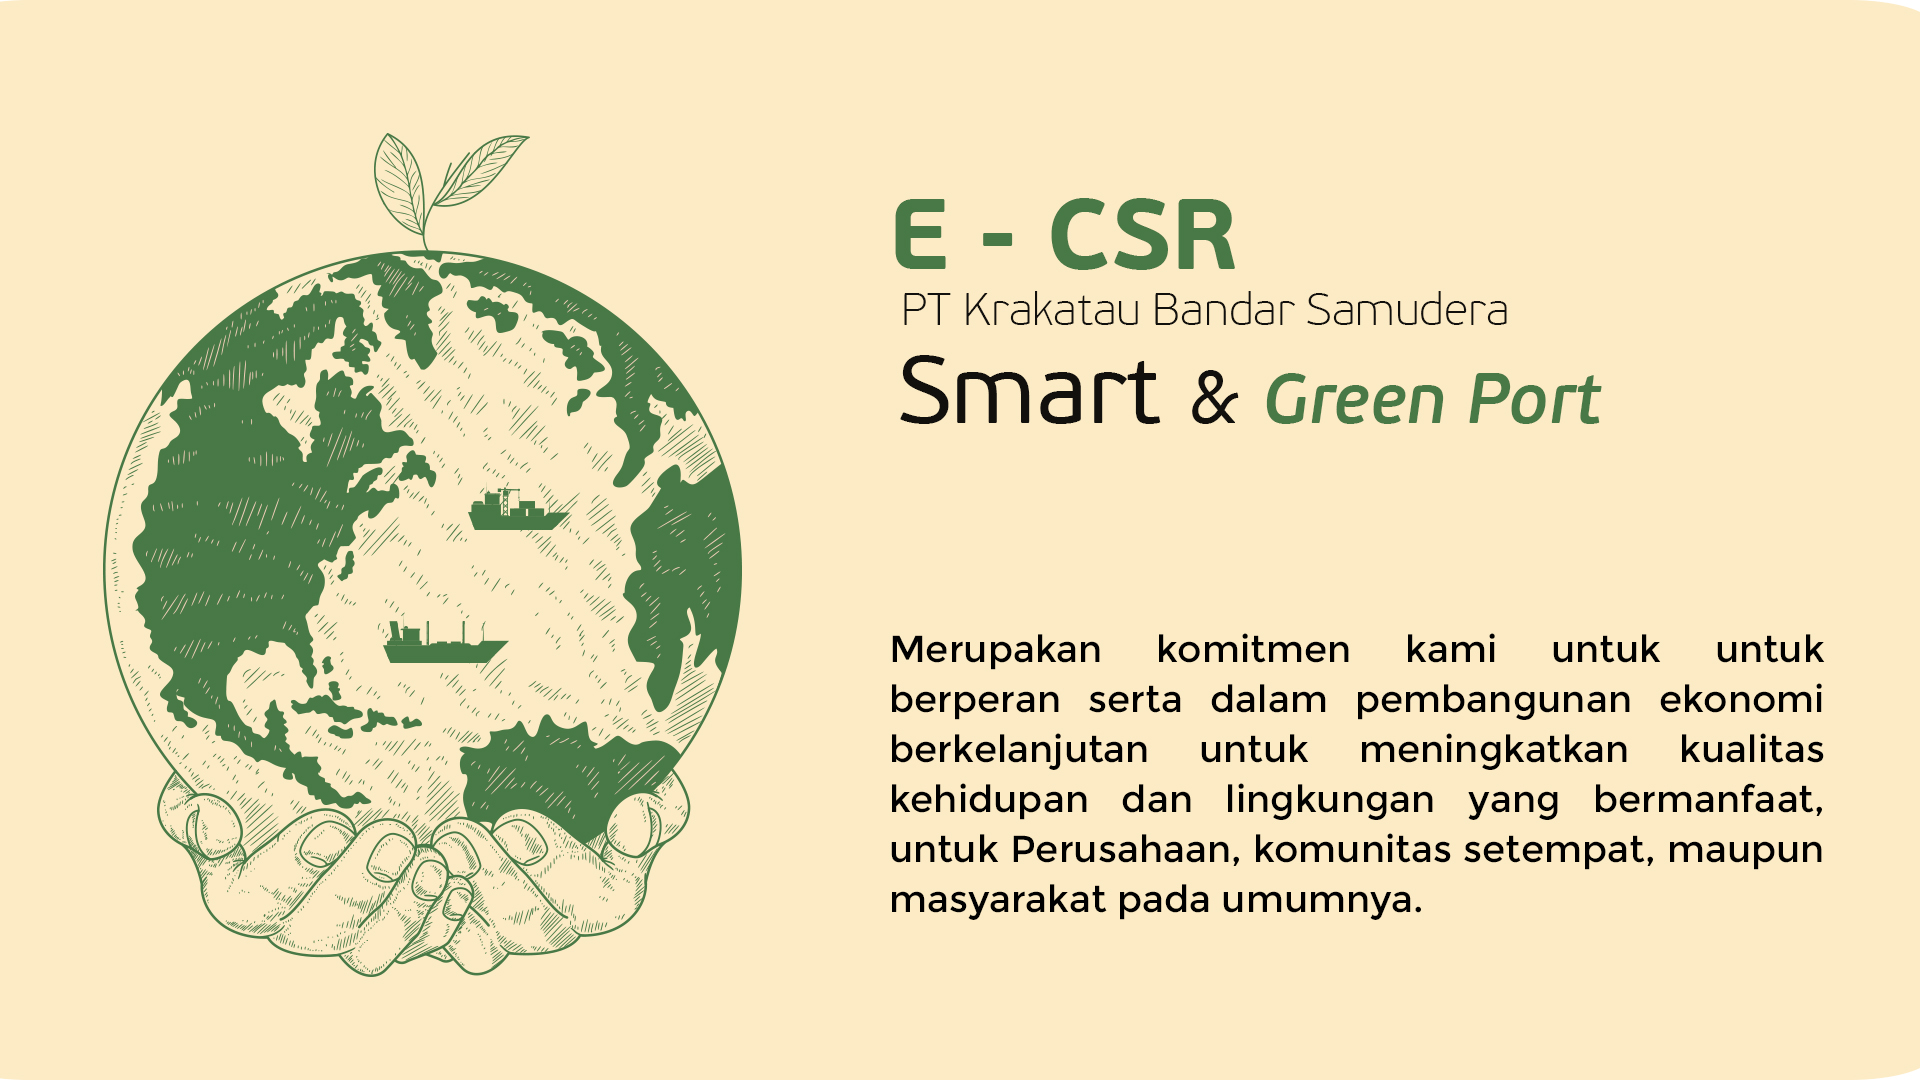 E - CSR
PT Krakatau Bandar Samudera
Smart & Green Port
Merupakan komitmen kami untuk untuk
berperan serta dalam pembangunan ekonomi
berkelanjutan untuk meningkatkan kualitas
kehidupan dan lingkungan yang bermanfaat,
untuk Perusahaan, komunitas setempat, maupun
masyarakat pada umumnya.